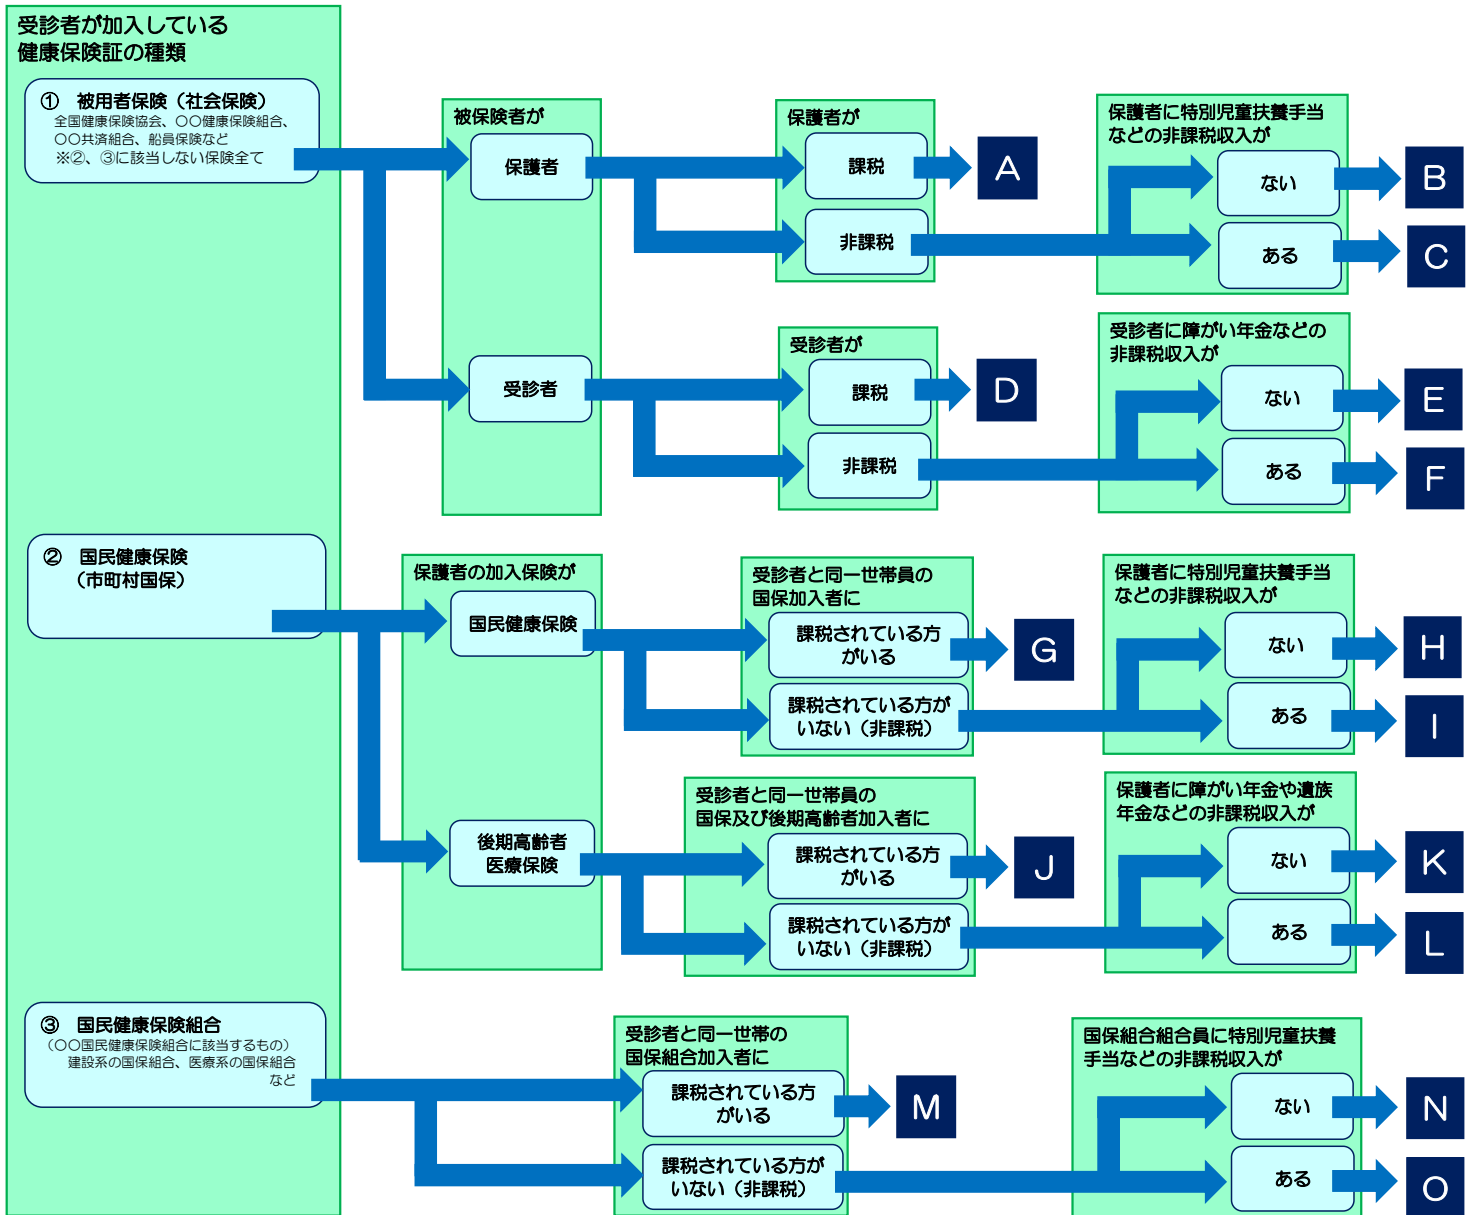 受診者が加入している
健康保険証の種類
① 被用者保険（社会保険）
全国健康保険協会、〇〇健康保険組合、
〇〇共済組合、船員保険など
※②、③に該当しない保険全て
被保険者が
保護者
受診者
保護者が
課税
非課税
A
保護者に特別児童扶養手当
などの非課税収入が
ない
ある
B
C
受診者が
課税
非課税
D
受診者に障がい年金などの
非課税収入が
ない
ある
E
F
② 国民健康保険
（市町村国保）
保護者の加入保険が
国民健康保険
後期高齢者
医療保険
受診者と同一世帯員の
国保加入者に
課税されている方
がいる
課税されている方が
いない（非課税）
G
保護者に特別児童扶養手当
などの非課税収入が
ない
ある
H
I
受診者と同一世帯員の
国保及び後期高齢者加入者に
課税されている方
がいる
課税されている方が
いない（非課税）
J
保護者に障がい年金や遺族
年金などの非課税収入が
ない
ある
K
L
③ 国民健康保険組合
（〇〇国民健康保険組合に該当するもの）
建設系の国保組合、医療系の国保組合
など
受診者と同一世帯の
国保組合加入者に
課税されている方
がいる
課税されている方が
いない（非課税）
M
国保組合組合員に特別児童扶養
手当などの非課税収入が
ない
ある
N
O